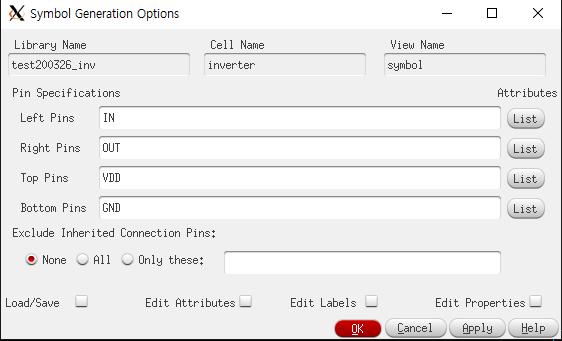 Symbol Generation Options
Library Name Cell Name View Name
test200326_inv inverter symbol
Pin Specifications Attributes
Left Pins IN List
Right Pins OUT List
Top Pins VDD List
Bottom Pins GND List
Exclude Inherited Connection Pins:
None All Only these:
Load/Save Edit Attributes Edit Labels Edit Properties
OK Cancel Apply Help